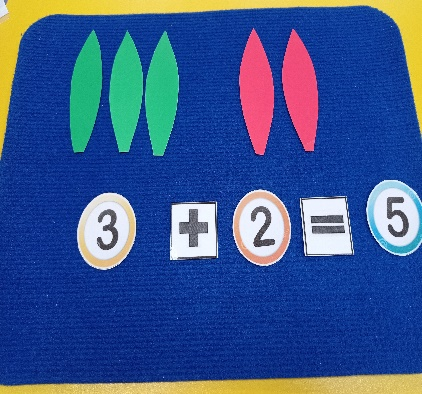 3 + 2 = 5